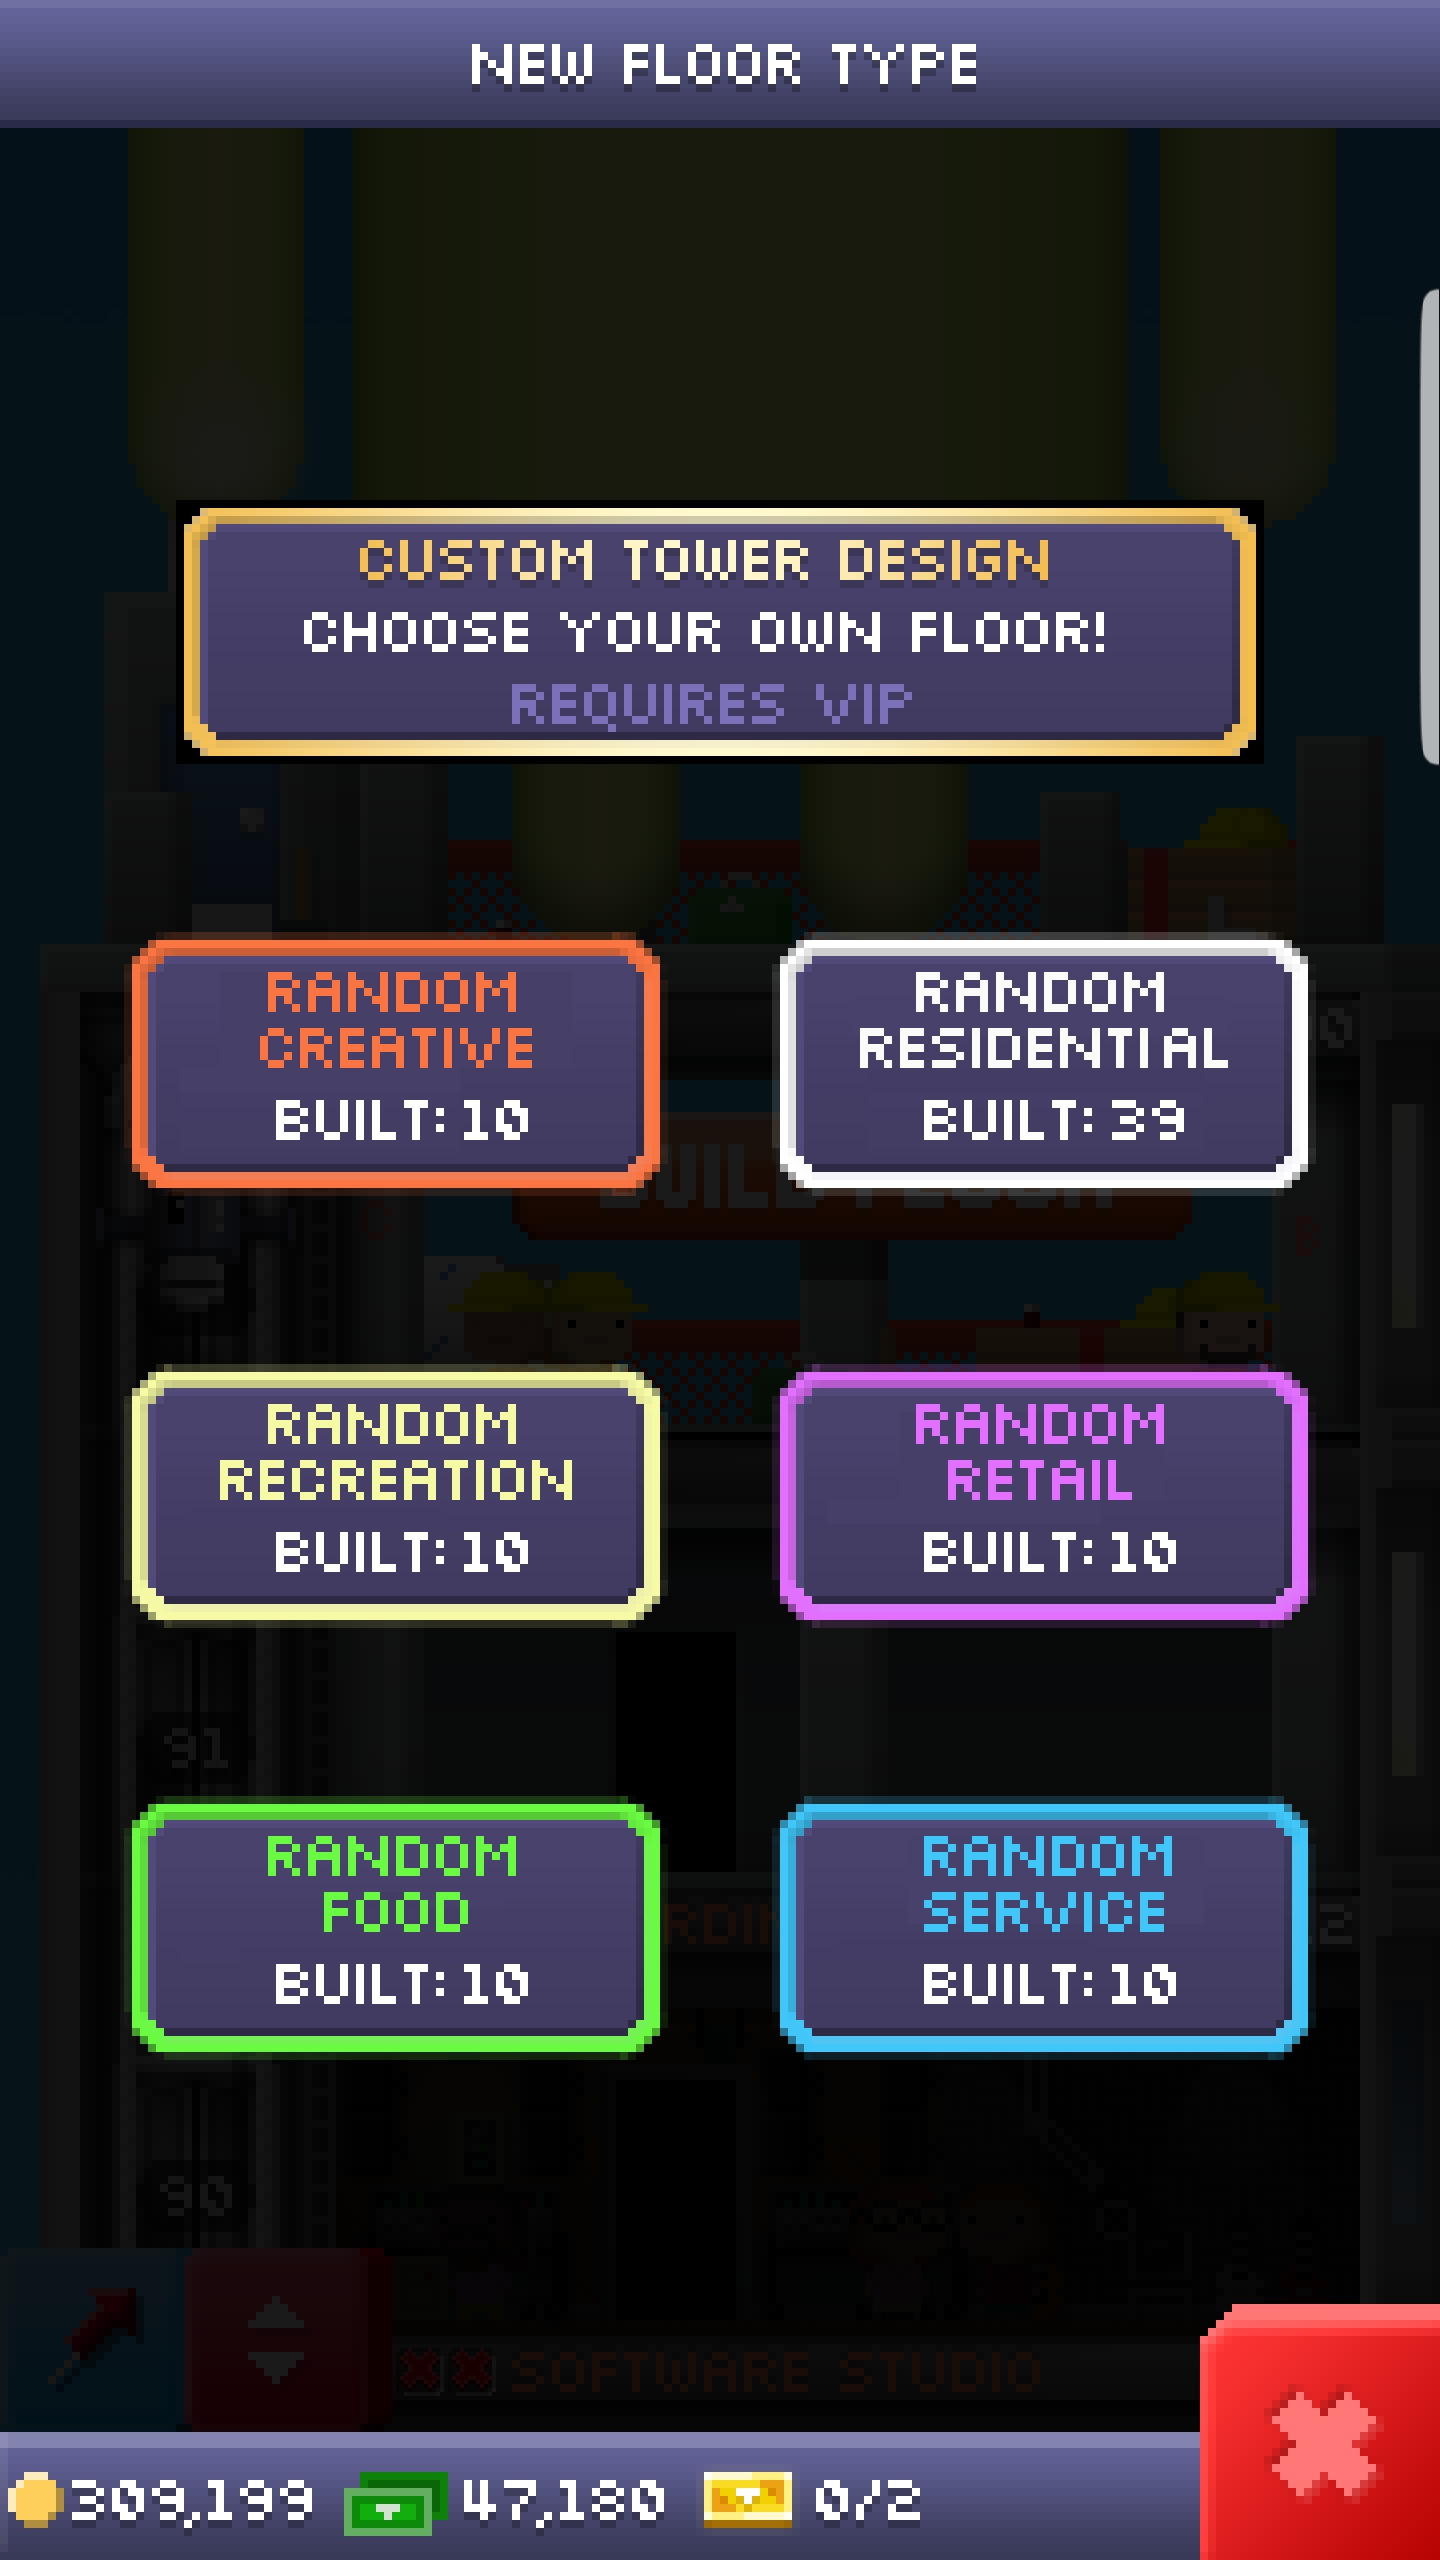 NEW FLOOR TYPE
CUSTOM TOWER DESIGN
CHOOSE YOUR OWN FLOOR!
REQUIRES VIP
RANDOM
CREATIVE
BUILT: 10
RANDOM
RESIDENTIAL
BUILT: 39
RANDOM
RECREATION
BUILT: 10
RANDOM
RETAIL
BUILT: 10
91
RANDOM
FOOD
BUILT: 10
RANDOM
SERVICE
BUILT: 10
90
SOFTWARE STUDIO
309,199 47,180 0/2